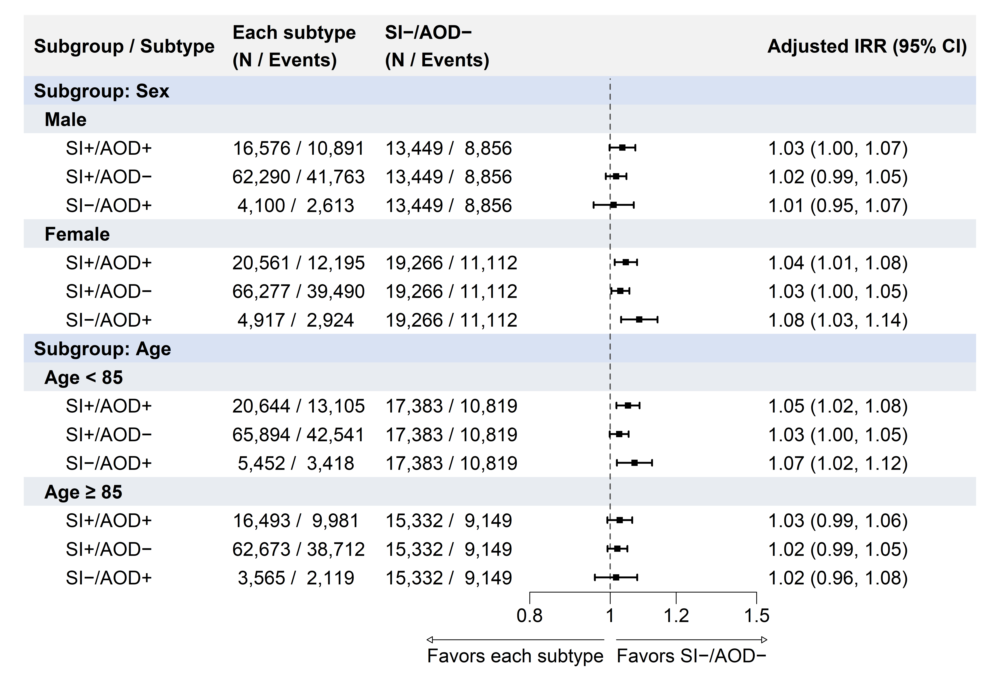 Subgroup / Subtype Each subtype (N / Events) SI−/AOD− (N / Events) Adjusted IRR (95% CI)
Subgroup: Sex
Male
SI+/AOD+ 16,576 / 10,891 13,449 / 8,856 1.03 (1.00, 1.07)
SI+/AOD− 62,290 / 41,763 13,449 / 8,856 1.02 (0.99, 1.05)
SI−/AOD+ 4,100 / 2,613 13,449 / 8,856 1.01 (0.95, 1.07)
Female
SI+/AOD+ 20,561 / 12,195 19,266 / 11,112 1.04 (1.01, 1.08)
SI+/AOD− 66,277 / 39,490 19,266 / 11,112 1.03 (1.00, 1.05)
SI−/AOD+ 4,917 / 2,924 19,266 / 11,112 1.08 (1.03, 1.14)
Subgroup: Age
Age < 85
SI+/AOD+ 20,644 / 13,105 17,383 / 10,819 1.05 (1.02, 1.08)
SI+/AOD− 65,894 / 42,541 17,383 / 10,819 1.03 (1.00, 1.05)
SI−/AOD+ 5,452 / 3,418 17,383 / 10,819 1.07 (1.02, 1.12)
Age ≥ 85
SI+/AOD+ 16,493 / 9,981 15,332 / 9,149 1.03 (0.99, 1.06)
SI+/AOD− 62,673 / 38,712 15,332 / 9,149 1.02 (0.99, 1.05)
SI−/AOD+ 3,565 / 2,119 15,332 / 9,149 1.02 (0.96, 1.08)
0.8 1 1.2 1.5
Favors each subtype Favors SI−/AOD−